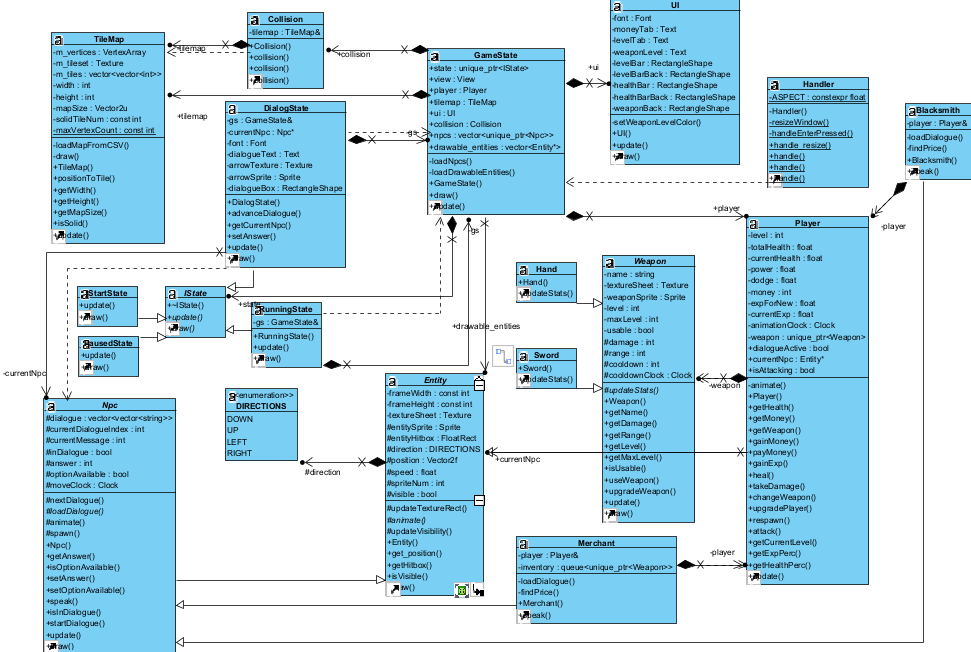 Collision
-tilemap : TileMap&
+Collision()
+collision()
+collision()
+collision()
TileMap
-m_vertices : VertexArray
-m_tileset : Texture
-m_tiles : vector<vector<int>>
-width : int
-height : int
-mapSize : Vector2u
-solidTileNum : const int
-maxVertexCount : const int
-loadMapFromCSV()
-draw()
+TileMap()
+positionToTile()
+getWidth()
+getHeight()
+getMapSize()
+isSolid()
+update()
-tilemap
+collision
+tilemap
GameState
+state : unique_ptr<IState>
+view : View
+player : Player
+tilemap : TileMap
+ui : UI
+collision : Collision
+npcs : vector<unique_ptr<Npc>>
+drawable_entities : vector<Entity*>
-loadNpcs()
-loadDrawableEntities()
+GameState()
+draw()
+update()
+ui
UI
-font : Font
-moneyTab : Text
-levelTab : Text
-weaponLevel : Text
-levelBar : RectangleShape
-levelBarBack : RectangleShape
-healthBar : RectangleShape
-healthBarBack : RectangleShape
-weaponBack : RectangleShape
-setWeaponLevelColor()
+UI()
+update()
Handler
-ASPECT : constexpr float
-Handler()
-resizeWindow()
-handleEnterPressed()
+handle_resize()
+handle()
+handle()
+handle()
Blacksmith
-player : Player&
-loadDialogue()
-findPrice()
+Blacksmith()
-player
DialogState
-gs : GameState&
-currentNpc : Npc*
-font : Font
-dialogueText : Text
-arrowTexture : Texture
-arrowSprite : Sprite
-dialogueBox : RectangleShape
+DialogState()
+advanceDialogue()
+getCurrentNpc()
+setAnswer()
+update()
gs
-gs
+player
Player
-level : int
-totalHealth : float
-currentHealth : float
-power : float
-dodge : float
-money : int
-expForNew : float
-currentExp : float
-animationClock : Clock
-weapon : unique_ptr<Weapon>
+dialogueActive : bool
+currentNpc : Entity*
+isAttacking : bool
-animate()
+Player()
+getHealth()
+getMoney()
+getWeapon()
+gainMoney()
+payMoney()
+gainExp()
+heal()
+takeDamage()
+changeWeapon()
+upgradePlayer()
+respawn()
+attack()
+getCurrentLevel()
+getExpPerc()
+getHealthPerc()
+update()
StartState
+update()
IState
+~IState()
+update()
PausedState
+update()
+state
RunningState
-gs : GameState&
+RunningState()
+update()
Hand
+Hand()
+updateStats()
Sword
+Sword()
+updateStats()
Weapon
-name : string
-textureSheet : Texture
-weaponSprite : Sprite
-level : int
-maxLevel : int
-usable : bool
#damage : int
#range : int
#cooldown : int
#cooldownClock : Clock
#updateStats()
+Weapon()
+getName()
+getDamage()
+getRange()
+getLevel()
+getMaxLevel()
+isUsable()
+useWeapon()
+upgradeWeapon()
+update()
-weapon
+drawable_entities
-currentNpc
Npc
#dialogue : vector<vector<string>>
#currentDialogueIndex : int
#currentMessage : int
#inDialogue : bool
#answer : int
#optionAvailable : bool
#moveClock : Clock
#nextDialogue()
#loadDialogue()
#animate()
#spawn()
+Npc()
+getAnswer()
+isOptionAvailable()
+setAnswer()
+setOptionAvailable()
+speak()
+isInDialogue()
+startDialogue()
+update()
<<enumeration>>
DIRECTIONS
DOWN
UP
LEFT
RIGHT
#direction
Entity
-frameWidth : const int
-frameHeight : const int
-textureSheet : Texture
#entitySprite : Sprite
#entityHitbox : FloatRect
#direction : DIRECTIONS
#position : Vector2f
#speed : float
#spriteNum : int
#visible : bool
#updateTextureRect()
#animate()
#updateVisibility()
+Entity()
+get_position()
+getHitbox()
+isVisible()
+currentNpc
Merchant
-player : Player&
-inventory : queue<unique_ptr<Weapon>>
-loadDialogue()
-findPrice()
+Merchant()
-player